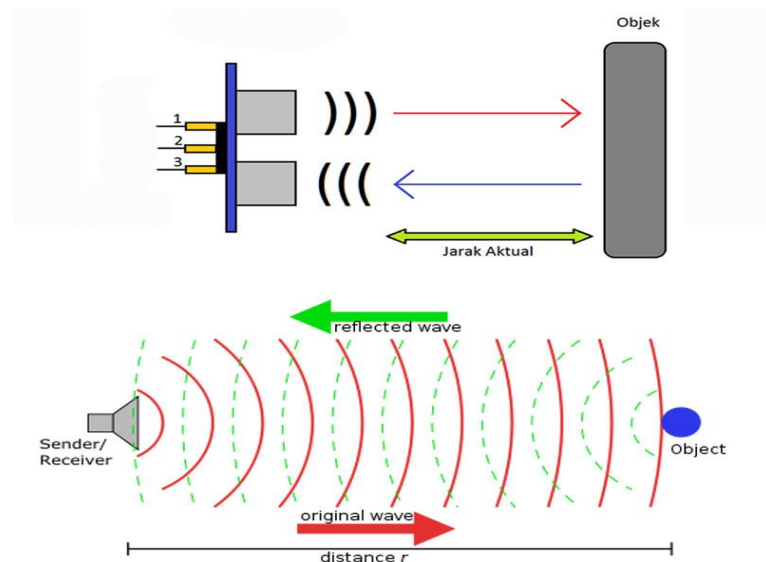 Objek
1
2
3
Jarak Aktual
reflected wave
Sender/
Receiver
Object
original wave
distance r